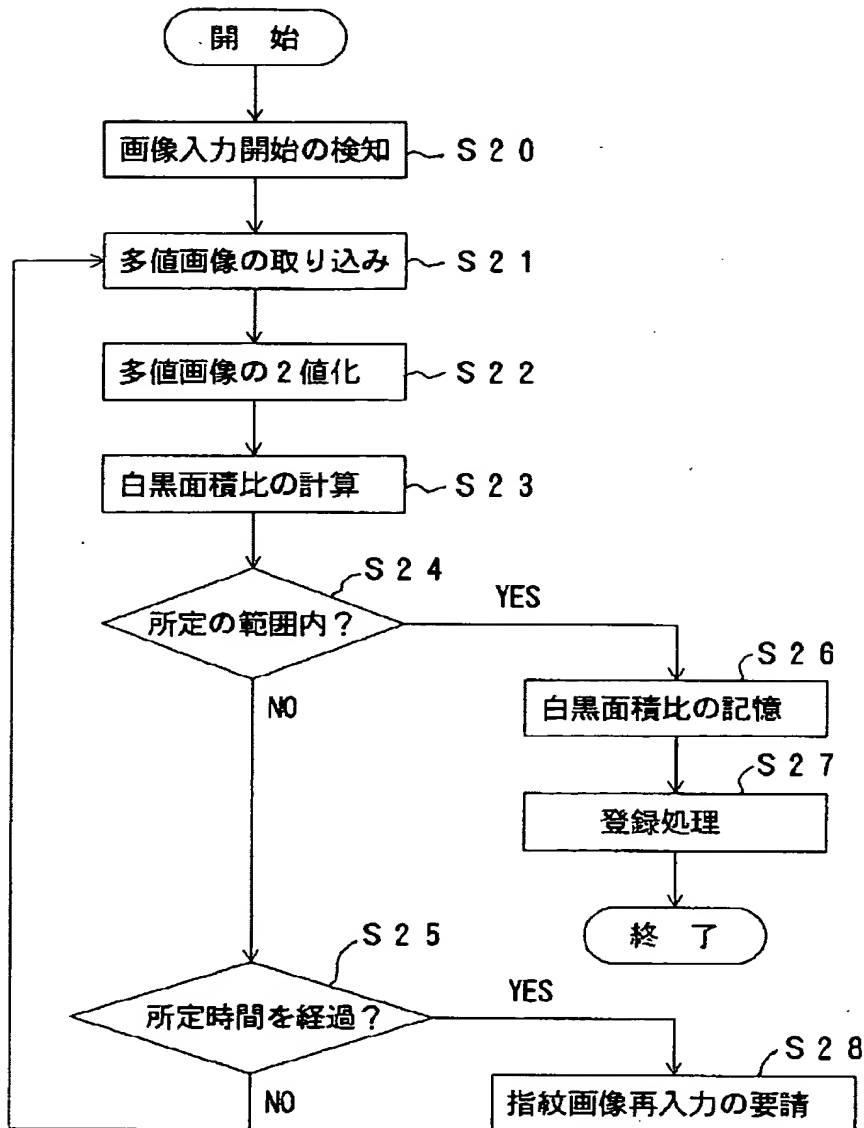 開 始
画像入力開始の検知 S20
多値画像の取り込み S21
多値画像の2値化 S22
白黒面積比の計算 S23
S24
所定の範囲内?
YES
NO
S26
白黒面積比の記憶
S27
登録処理
終 了
S25
所定時間を経過?
YES
NO
S28
指紋画像再入力の要請